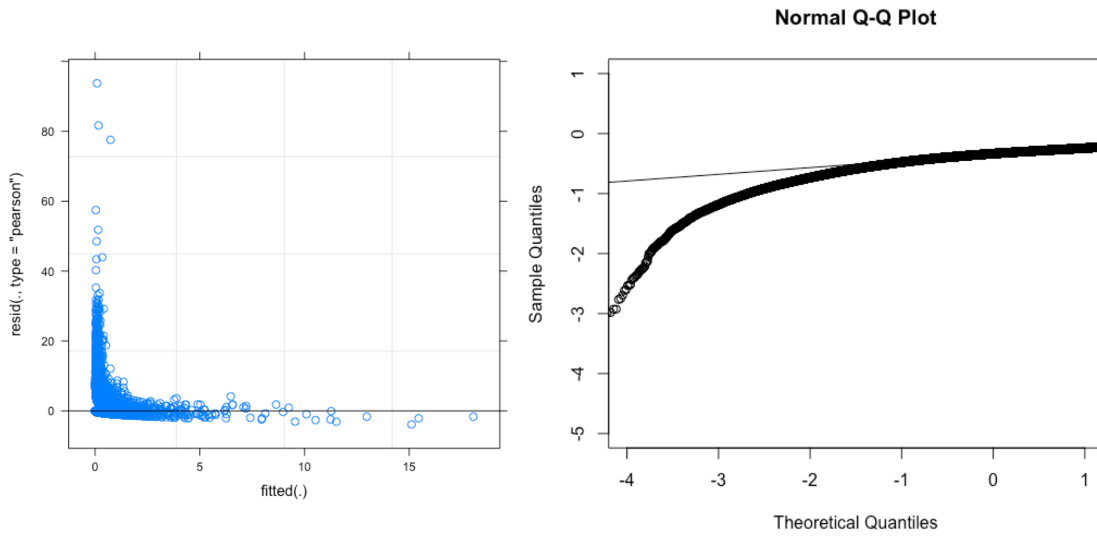 resid(., type = "pearson")
80
60
40
20
0
0 5 10 15
fitted(.)
Normal Q-Q Plot
Sample Quantiles
1
0
-1
-2
-3
-4
-5
-4 -3 -2 -1 0 1
Theoretical Quantiles